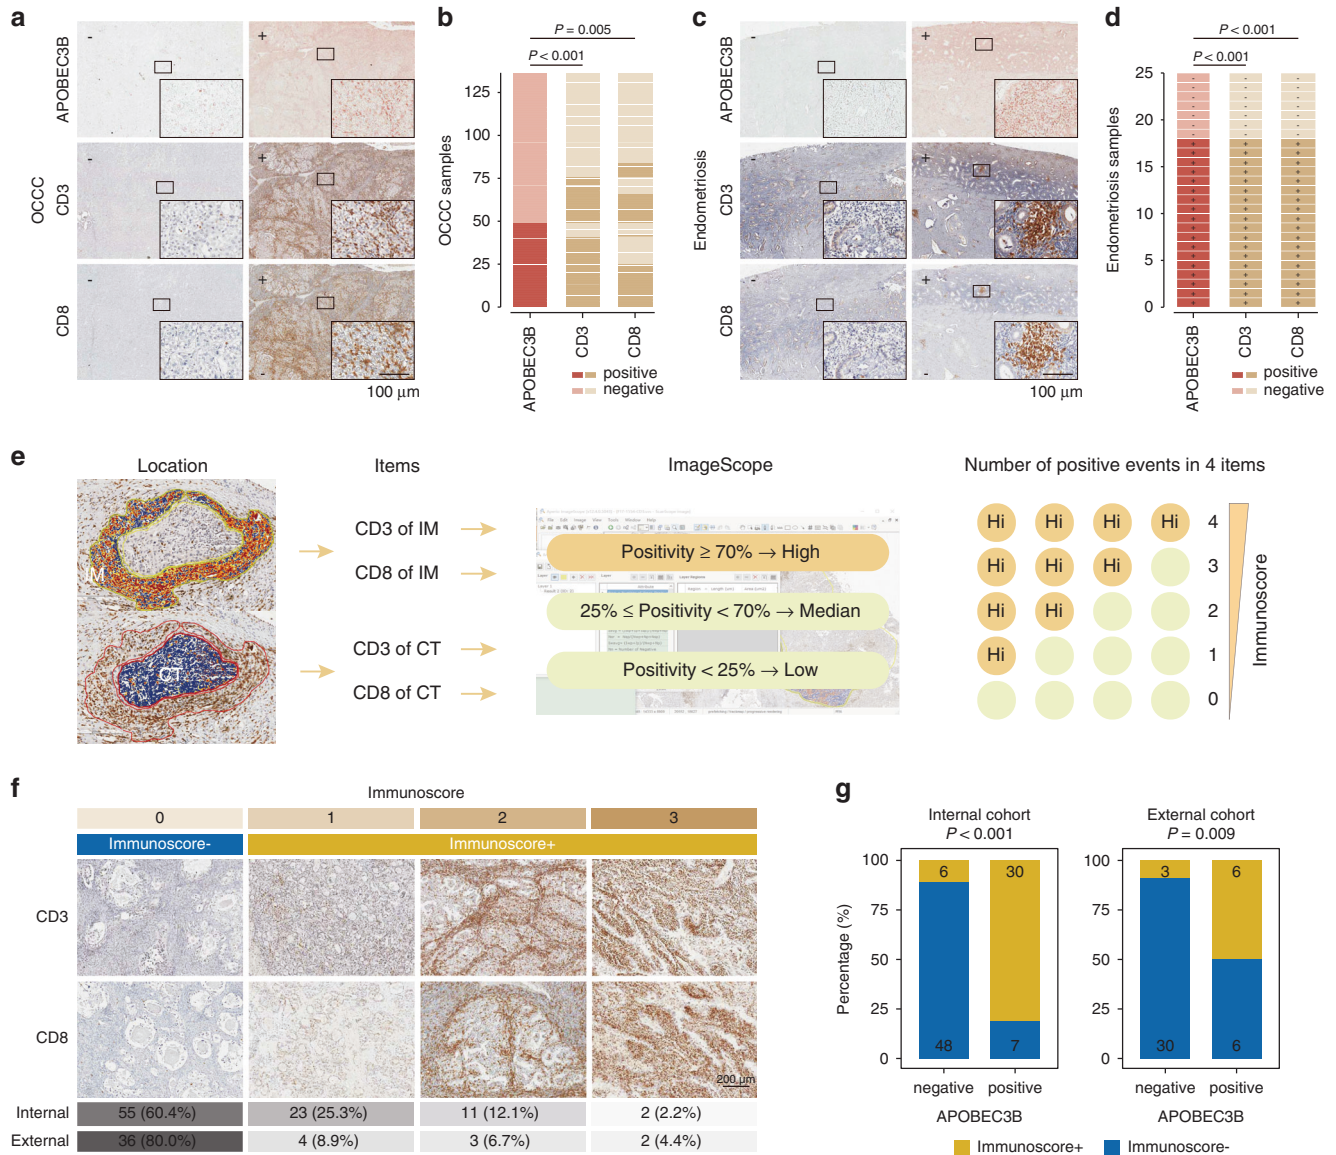 a
-
+
APOBEC3B
-
+
OCCC
CD3
-
+
CD8
-
100 μm
b
P = 0.005
P < 0.001
OCCC samples
125
100
75
50
25
0
APOBEC3B
CD3
CD8
positive
negative
c
-
+
APOBEC3B
-
+
Endometriosis
CD3
-
+
CD8
-
100 μm
d
P < 0.001
P < 0.001
Endometriosis samples
25
20
15
10
5
0
APOBEC3B
CD3
CD8
positive
negative
e
Location
Items
ImageScope
Number of positive events in 4 items
IM
CT
CD3 of IM
CD8 of IM
CD3 of CT
CD8 of CT
Positivity ≥ 70% → High
25% ≤ Positivity < 70% → Median
Positivity < 25% → Low
Hi Hi Hi Hi 4
Hi Hi Hi 3
Hi Hi 2
Hi 1
0
Immunoscore
f
Immunoscore
0 1 2 3
Immunoscore- Immunoscore+
CD3
CD8
200 μm
Internal 55 (60.4%) 23 (25.3%) 11 (12.1%) 2 (2.2%)
External 36 (80.0%) 4 (8.9%) 3 (6.7%) 2 (4.4%)
g
Internal cohort
P < 0.001
External cohort
P = 0.009
Percentage (%)
100
75
50
25
0
6 30
48 7
negative positive
APOBEC3B
100
75
50
25
0
3 6
30 6
negative positive
APOBEC3B
Immunoscore+ Immunoscore-